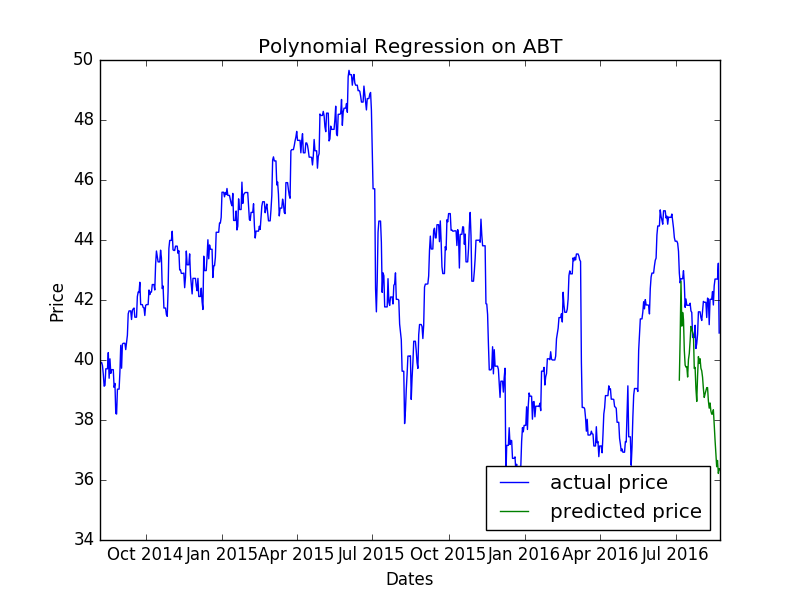 Polynomial Regression on ABT
50
48
46
44
42
40
38
36
34
Price
Oct 2014 Jan 2015 Apr 2015 Jul 2015 Oct 2015 Jan 2016 Apr 2016 Jul 2016
Dates
actual price
predicted price